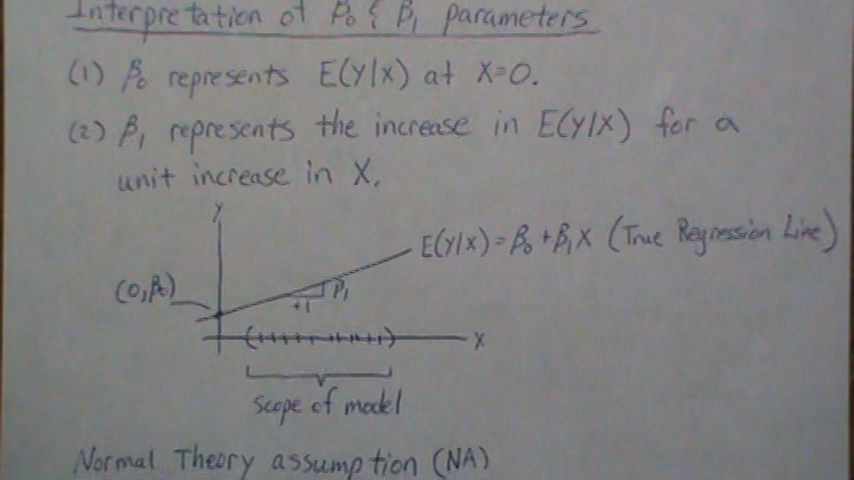 Interpretation of β₀ & β₁ parameters
(1) β₀ represents E(Y|X) at X=0.
(2) β₁ represents the increase in E(Y|X) for a
unit increase in X.
Y
E(Y|X) = β₀ + β₁X (True Regression Line)
(0,β₀)
β₁
+1
X
Scope of model
Normal Theory assumption (NA)